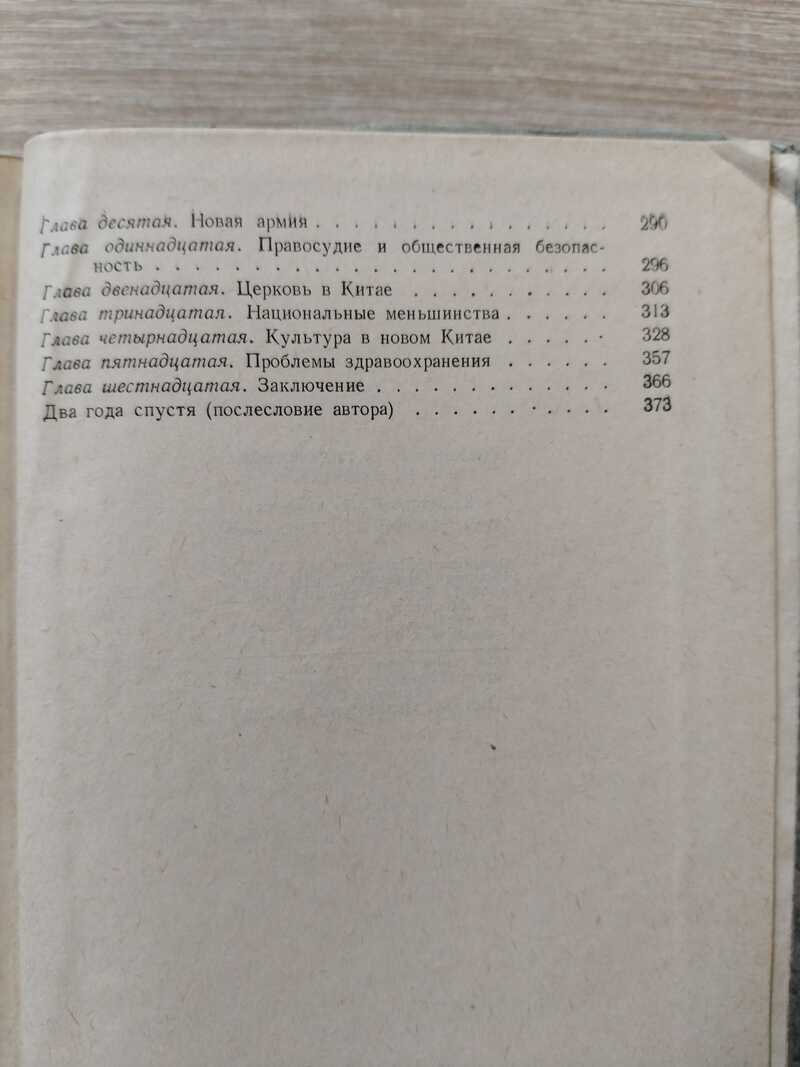 Глава десятая. Новая армия . . . . . . . . . . . . . . . . 290
Глава одиннадцатая. Правосудие и общественная безопас-
ность . . . . . . . . . . . . . . . . . . . . . . . 296
Глава двенадцатая. Церковь в Китае . . . . . . . . . . . 306
Глава тринадцатая. Национальные меньшинства . . . . . . 313
Глава четырнадцатая. Культура в новом Китае . . . . . . 328
Глава пятнадцатая. Проблемы здравоохранения . . . . . . 357
Глава шестнадцатая. Заключение . . . . . . . . . . . . . 366
Два года спустя (послесловие автора) . . . . . . . . . . . 373